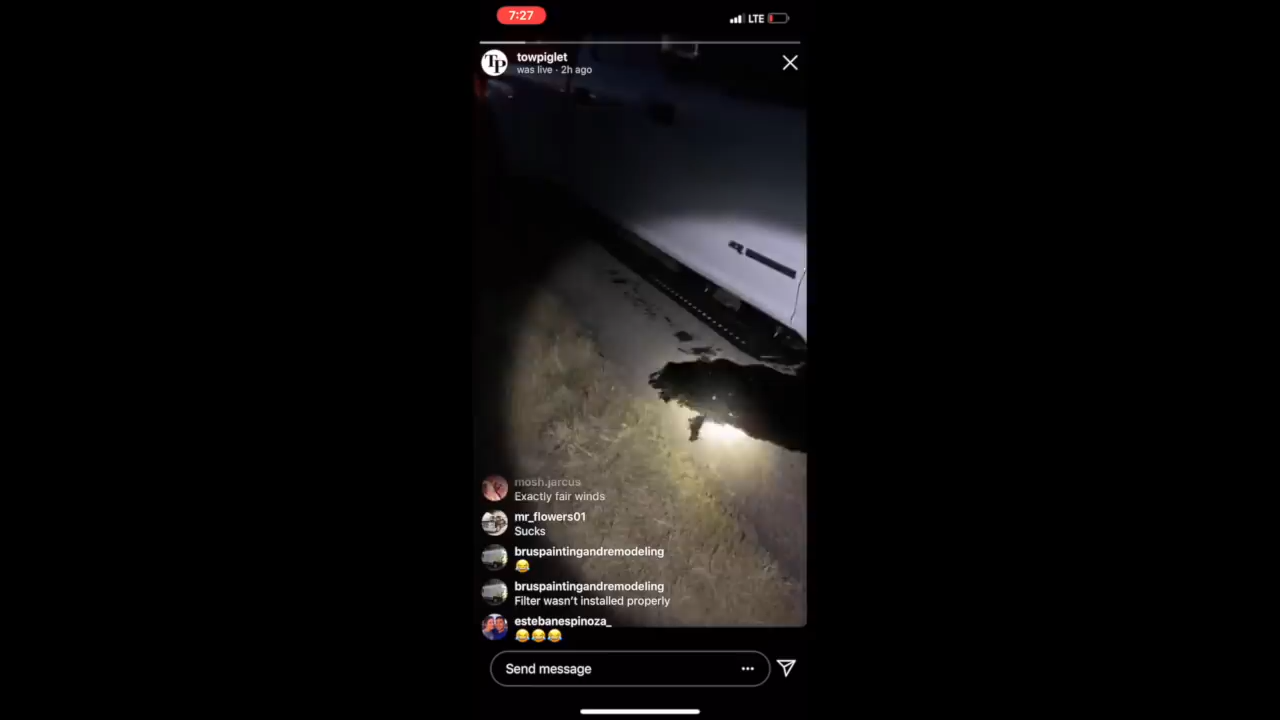 7:27
LTE
TP
towpiglet
was live · 2h ago
mosh.jarcus
Exactly fair winds
mr_flowers01
Sucks
bruspaintingandremodeling
😂
bruspaintingandremodeling
Filter wasn't installed properly
estebanespinoza_
😂😂😂
Send message